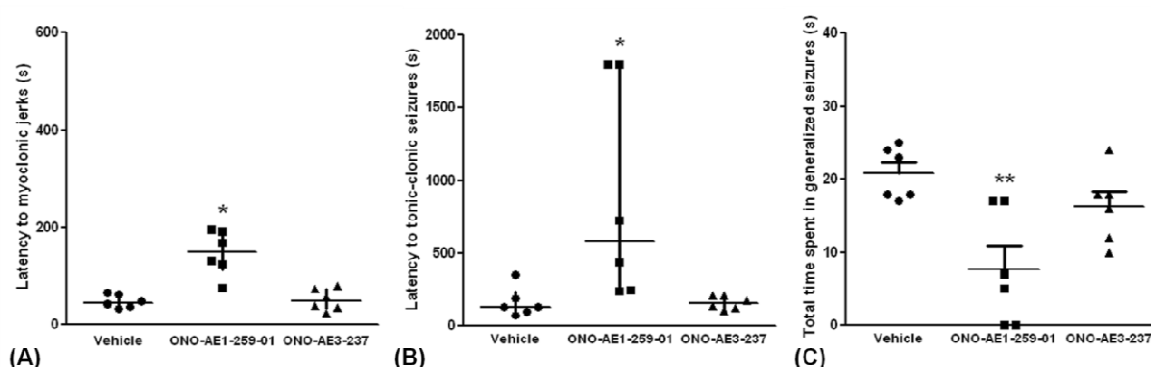 Latency to myoclonic jerks (s)
600
400
200
0
*
Vehicle ONO-AE1-259-01 ONO-AE3-237
(A)
Latency to tonic-clonic seizures (s)
2000
1500
1000
500
0
*
Vehicle ONO-AE1-259-01 ONO-AE3-237
(B)
Total time spent in generalized seizures (s)
40
30
20
10
0
**
Vehicle ONO-AE1-259-01 ONO-AE3-237
(C)